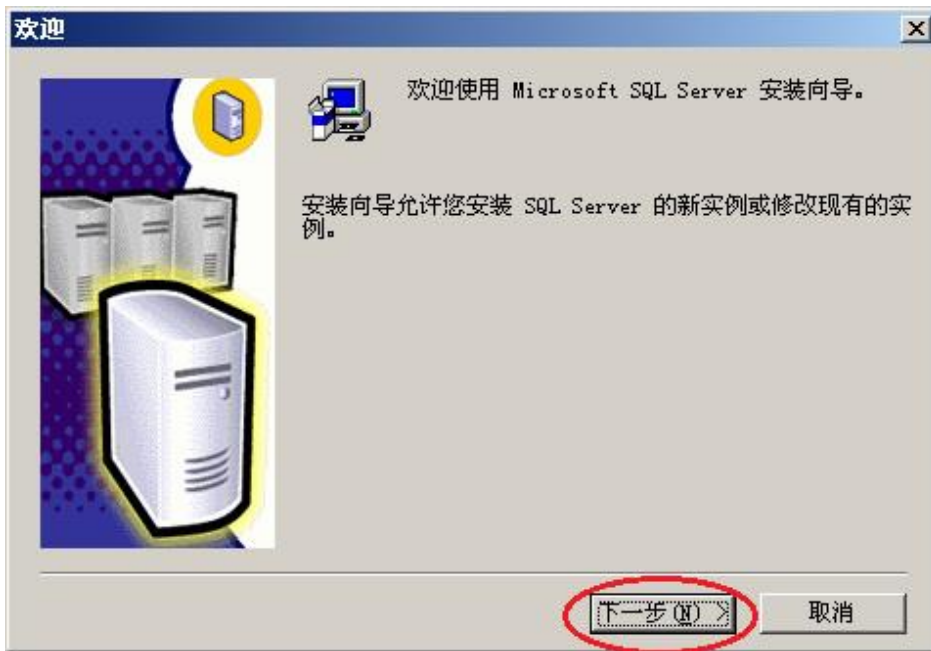 欢迎
欢迎使用 Microsoft SQL Server 安装向导。
安装向导允许您安装 SQL Server 的新实例或修改现有的实
例。
下一步(N) >
取消